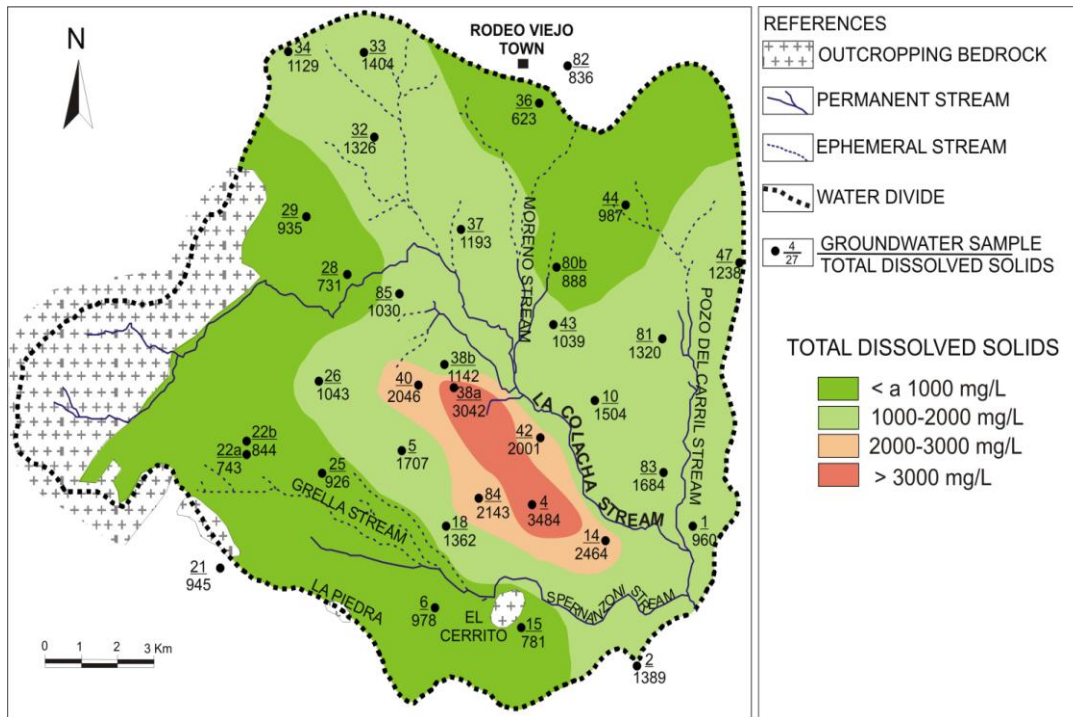 N
RODEO VIEJO
TOWN
34
1129
33
1404
82
836
36
623
32
1326
29
935
37
1193
44
987
MORENO STREAM
28
731
80b
888
47
1238
85
1030
43
1039
81
1320
POZO DEL CARRIL STREAM
26
1043
40
2046
38b
1142
38a
3042
LA COLACHA STREAM
10
1504
22b
844
22a
743
5
1707
42
2001
25
926
83
1684
GRELLA STREAM
84
2143
4
3484
18
1362
14
2464
1
960
21
945
LA PIEDRA
SPERNANZONI STREAM
6
978
EL
CERRITO
15
781
2
1389
0 1 2 3 Km
REFERENCES
OUTCROPPING BEDROCK
PERMANENT STREAM
EPHEMERAL STREAM
WATER DIVIDE
4
27
GROUNDWATER SAMPLE
TOTAL DISSOLVED SOLIDS
TOTAL DISSOLVED SOLIDS
< a 1000 mg/L
1000-2000 mg/L
2000-3000 mg/L
> 3000 mg/L